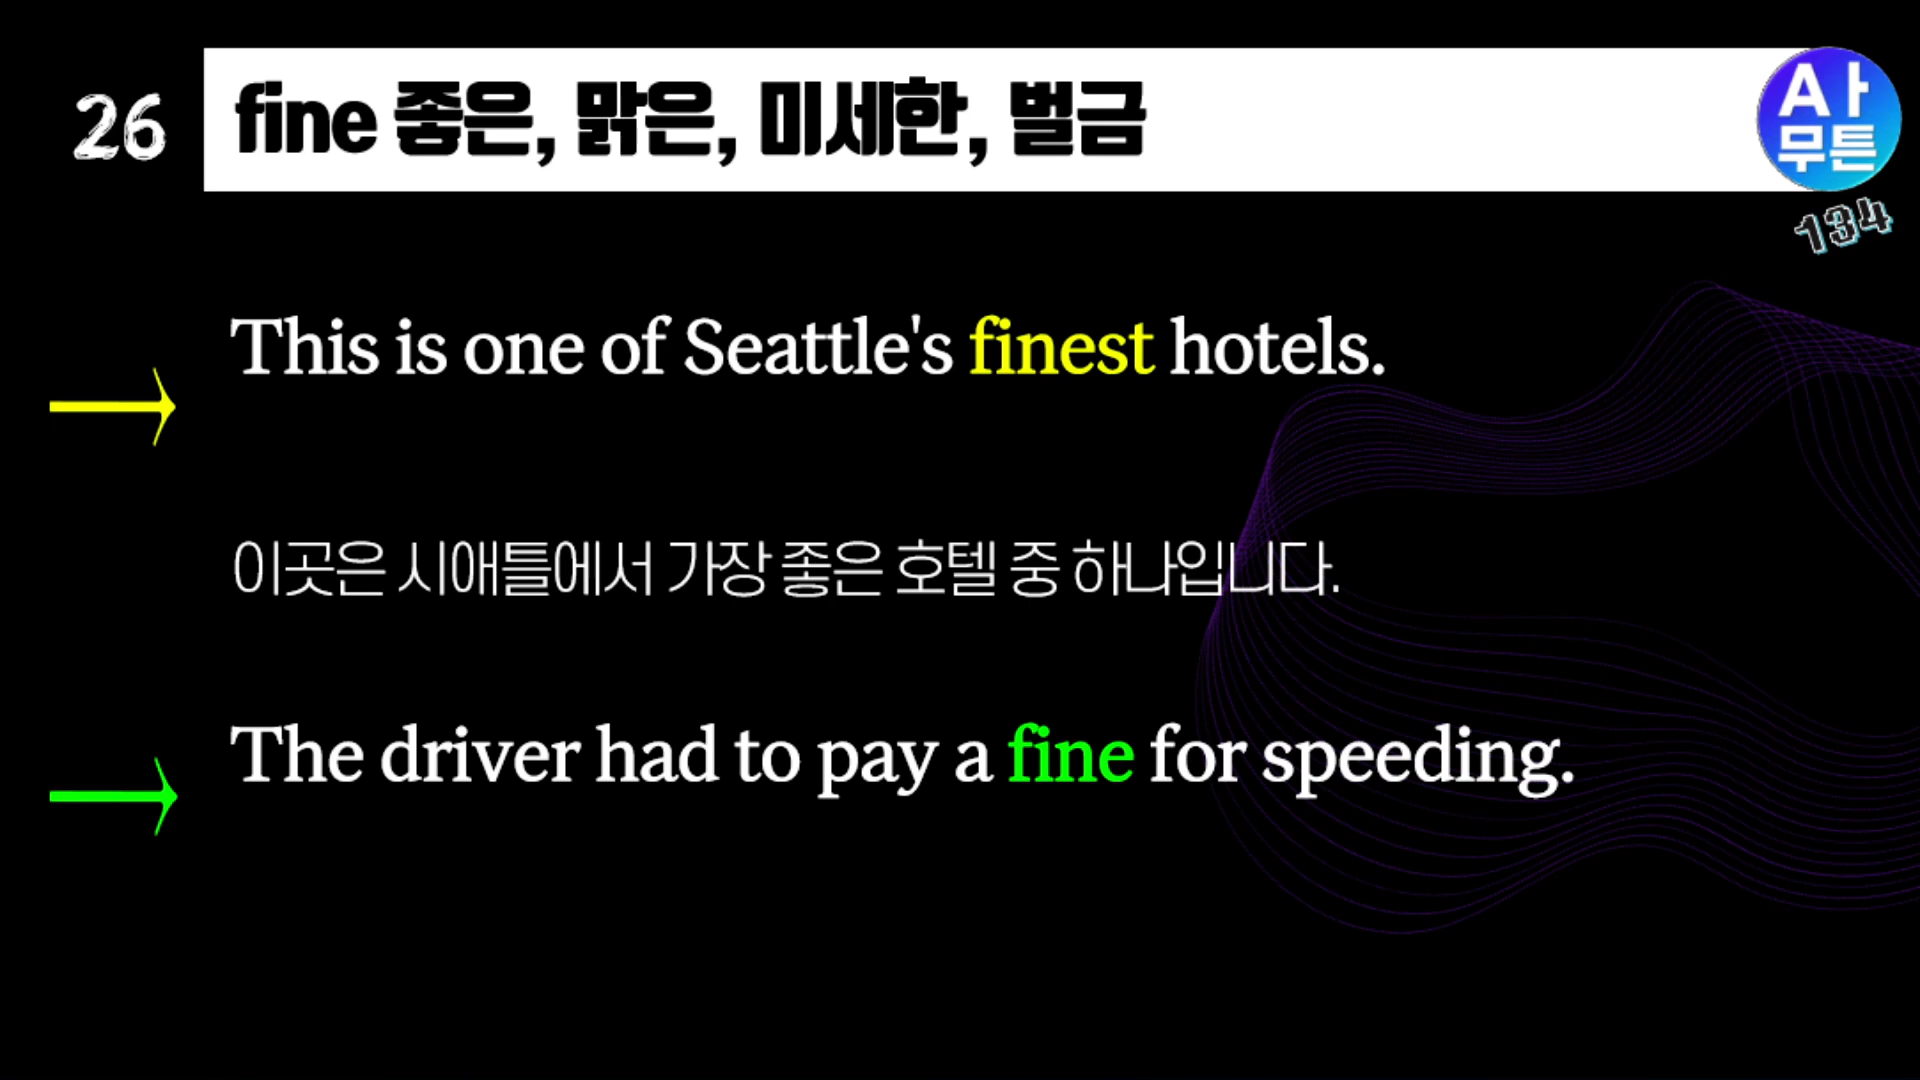 26
fine 좋은, 맑은, 미세한, 벌금
A사
무튼
134
This is one of Seattle's finest hotels.
이곳은 시애틀에서 가장 좋은 호텔 중 하나입니다.
The driver had to pay a fine for speeding.